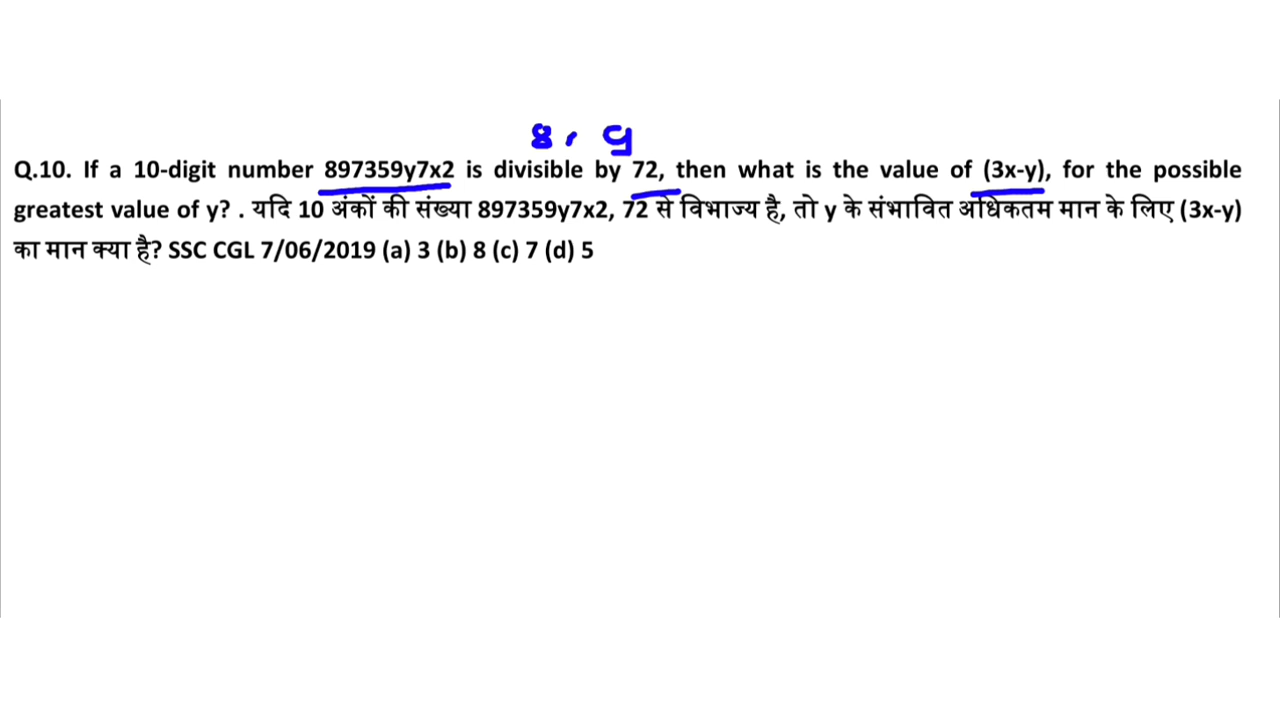 8, 9
Q.10. If a 10-digit number 897359y7x2 is divisible by 72, then what is the value of (3x-y), for the possible
greatest value of y? . यदि 10 अंकों की संख्या 897359y7x2, 72 से विभाज्य है, तो y के संभावित अधिकतम मान के लिए (3x-y)
का मान क्या है? SSC CGL 7/06/2019 (a) 3 (b) 8 (c) 7 (d) 5